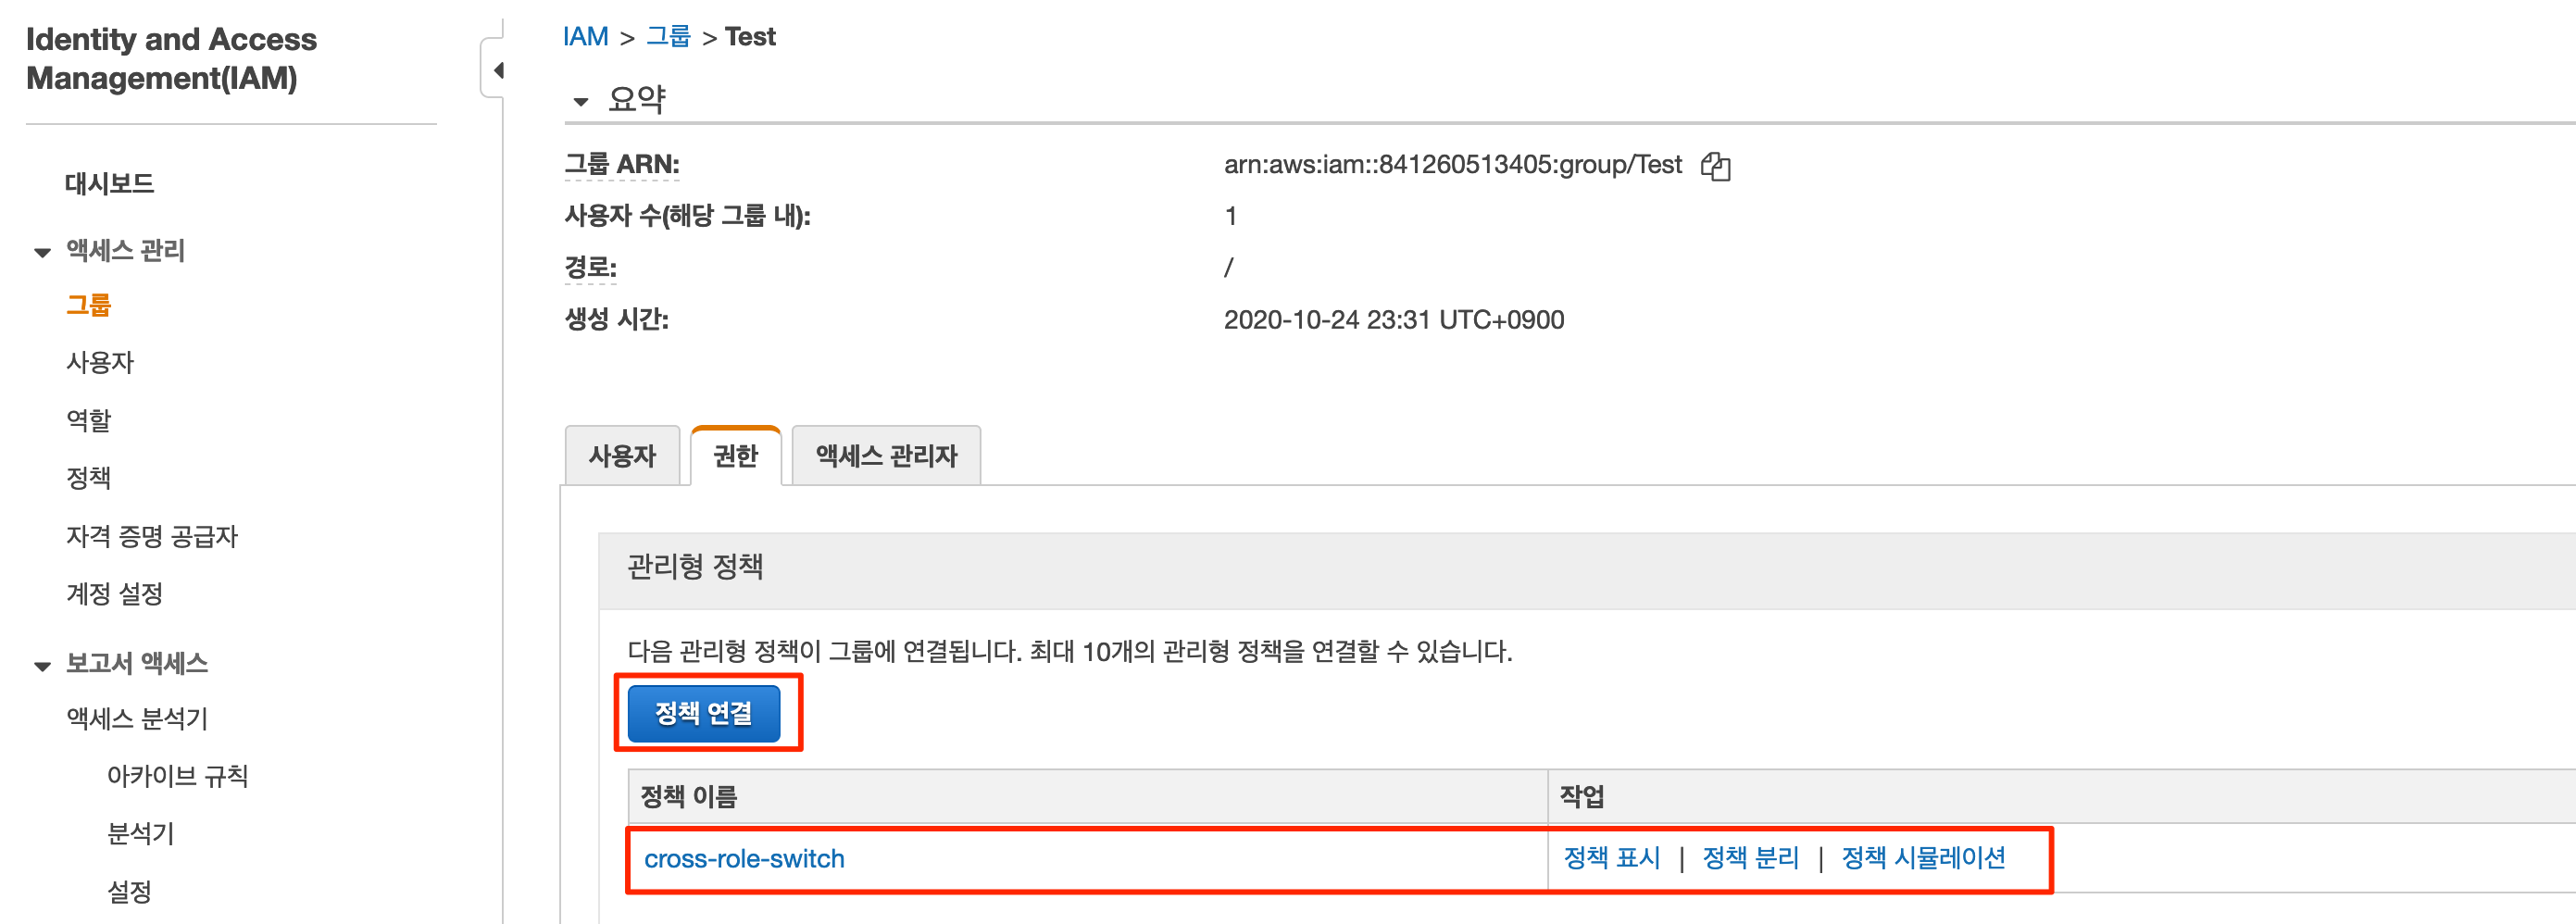 Identity and Access
Management(IAM)
대시보드
액세스 관리
그룹
사용자
역할
정책
자격 증명 공급자
계정 설정
보고서 액세스
액세스 분석기
아카이브 규칙
분석기
설정
IAM > 그룹 > Test
요약
그룹 ARN: arn:aws:iam::841260513405:group/Test
사용자 수(해당 그룹 내): 1
경로: /
생성 시간: 2020-10-24 23:31 UTC+0900
사용자 권한 액세스 관리자
관리형 정책
다음 관리형 정책이 그룹에 연결됩니다. 최대 10개의 관리형 정책을 연결할 수 있습니다.
정책 연결
정책 이름 작업
cross-role-switch 정책 표시 | 정책 분리 | 정책 시뮬레이션